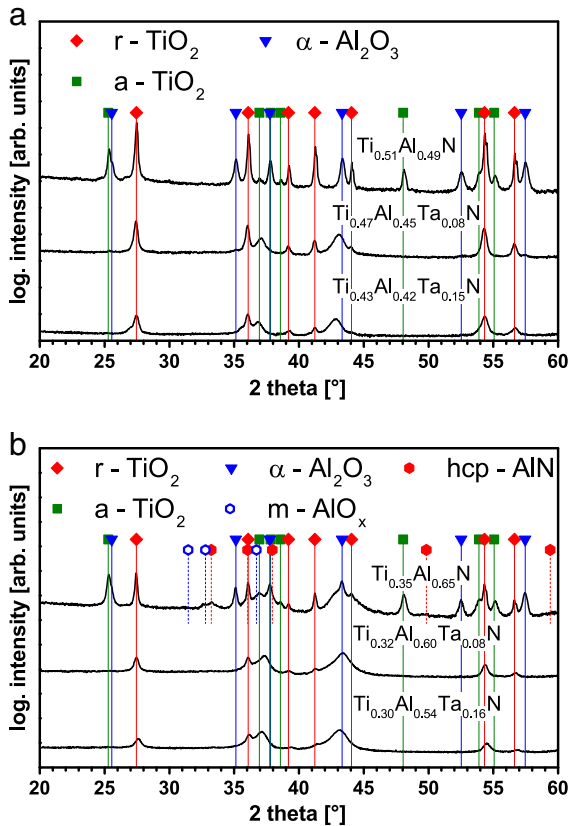 a
r - TiO₂
α - Al₂O₃
a - TiO₂
Ti₀.₅₁Al₀.₄₉N
Ti₀.₄₇Al₀.₄₅Ta₀.₀₈N
Ti₀.₄₃Al₀.₄₂Ta₀.₁₅N
log. intensity [arb. units]
20 25 30 35 40 45 50 55 60
2 theta [°]
b
r - TiO₂ α - Al₂O₃ hcp - AlN
a - TiO₂ m - AlOₓ
Ti₀.₃₅Al₀.₆₅N
Ti₀.₃₂Al₀.₆₀Ta₀.₀₈N
Ti₀.₃₀Al₀.₅₄Ta₀.₁₆N
log. intensity [arb. units]
20 25 30 35 40 45 50 55 60
2 theta [°]